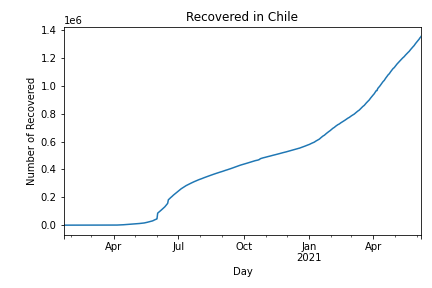 Recovered in Chile
1e6
1.4
1.2
1.0
0.8
0.6
0.4
0.2
0.0
Number of Recovered
Apr
Jul
Oct
Jan
2021
Apr
Day